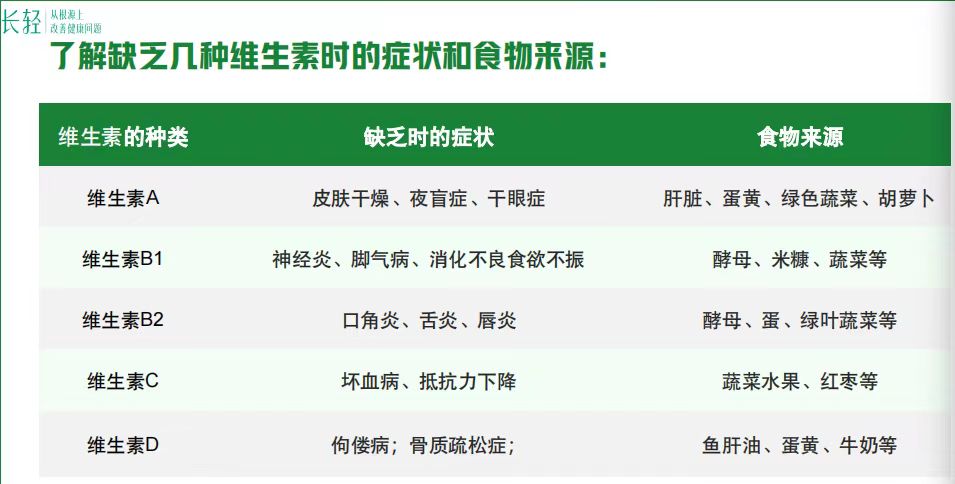 长轻 从根源上
改善健康问题
了解缺乏几种维生素时的症状和食物来源：
维生素的种类 缺乏时的症状 食物来源
维生素A 皮肤干燥、夜盲症、干眼症 肝脏、蛋黄、绿色蔬菜、胡萝卜
维生素B1 神经炎、脚气病、消化不良食欲不振 酵母、米糠、蔬菜等
维生素B2 口角炎、舌炎、唇炎 酵母、蛋、绿叶蔬菜等
维生素C 坏血病、抵抗力下降 蔬菜水果、红枣等
维生素D 佝偻病；骨质疏松症； 鱼肝油、蛋黄、牛奶等